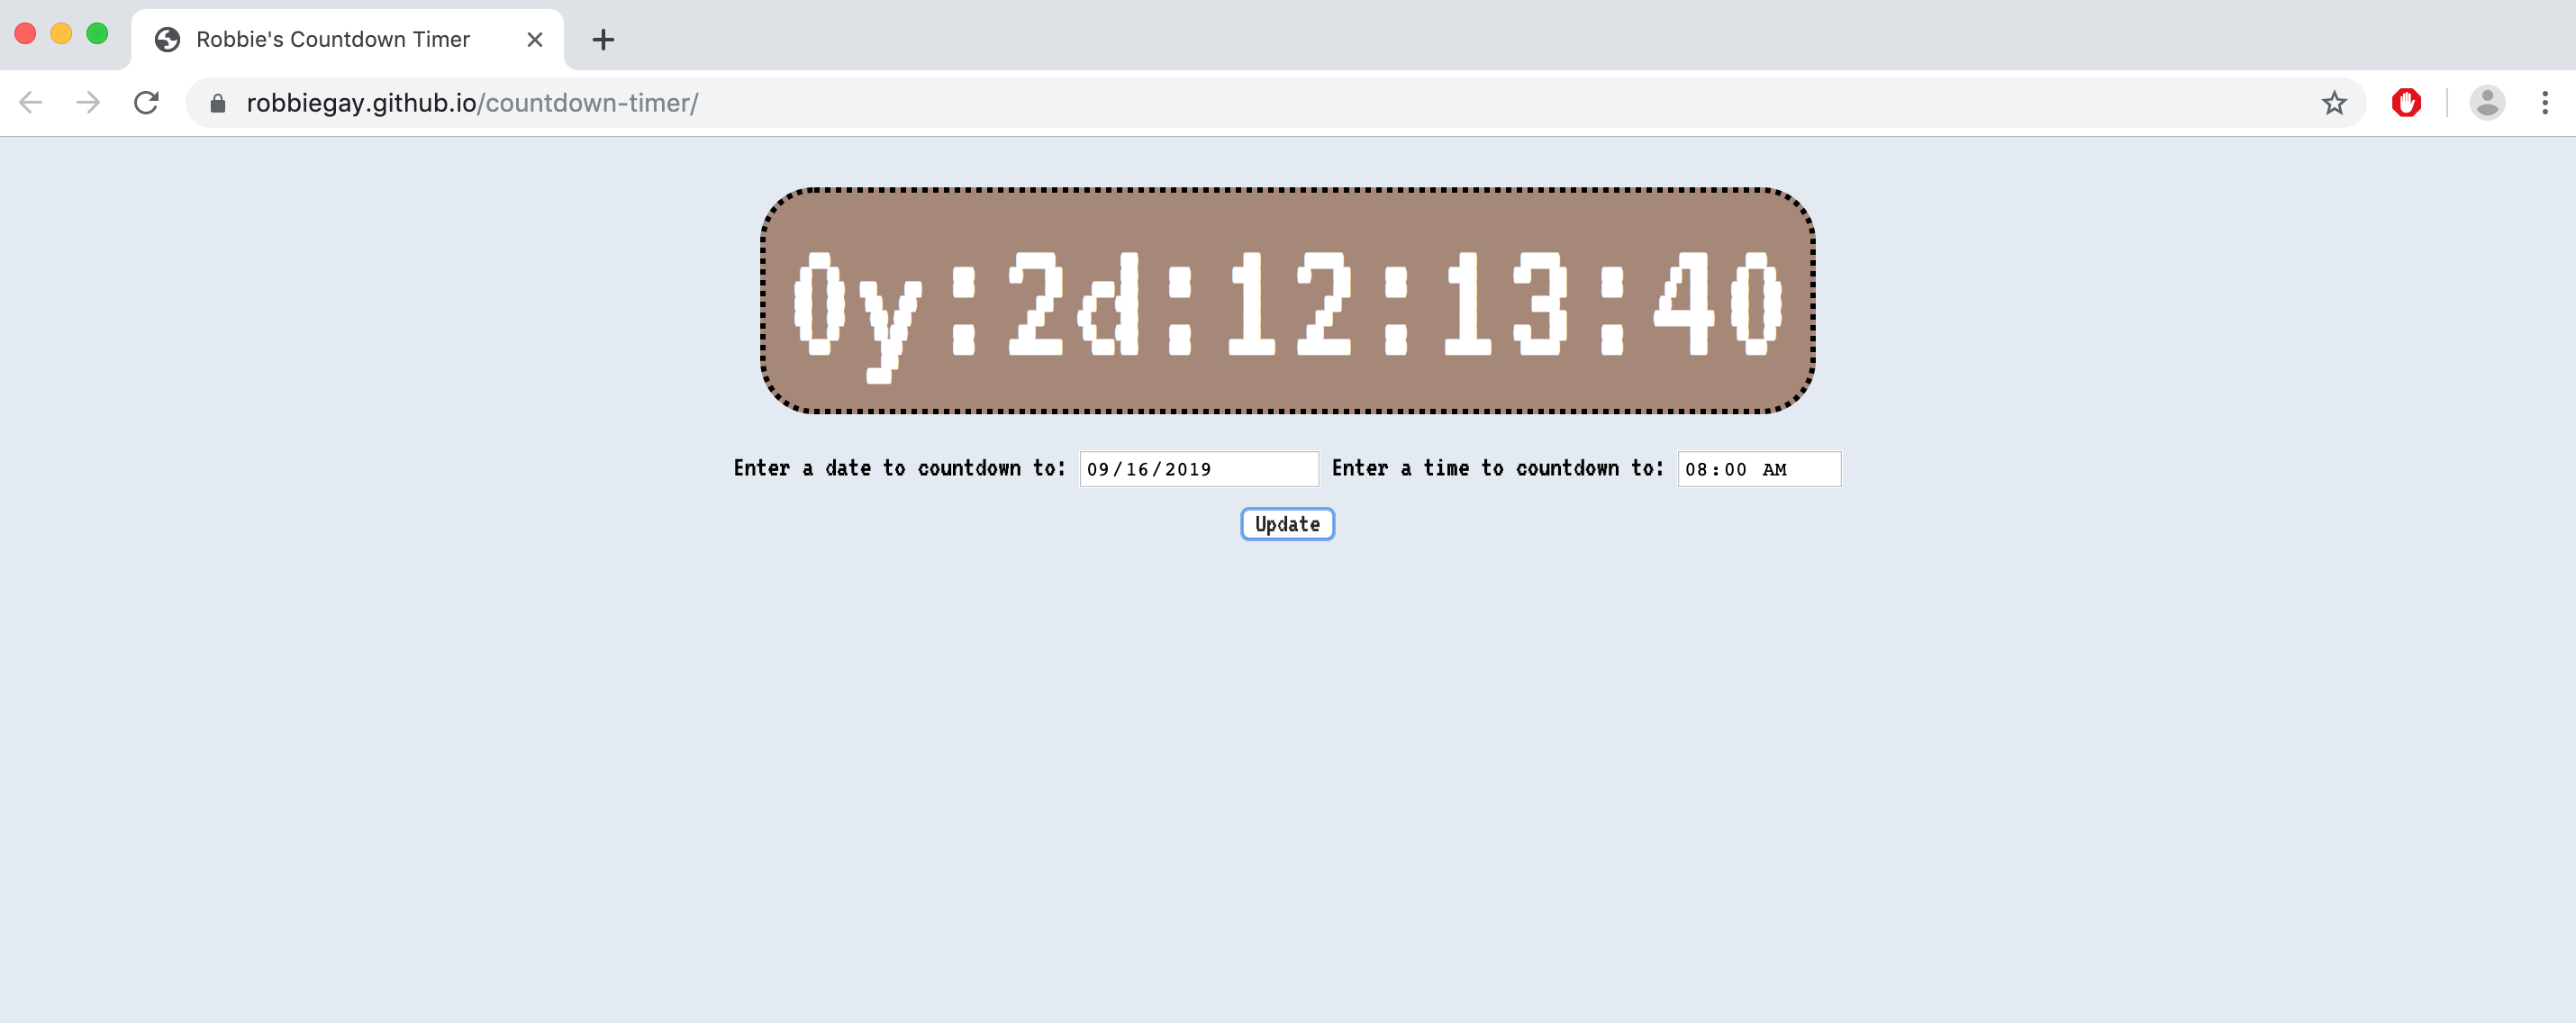 Robbie's Countdown Timer
robbiegay.github.io/countdown-timer/
0y:2d:12:13:40
Enter a date to countdown to: 09/16/2019 Enter a time to countdown to: 08:00 AM
Update